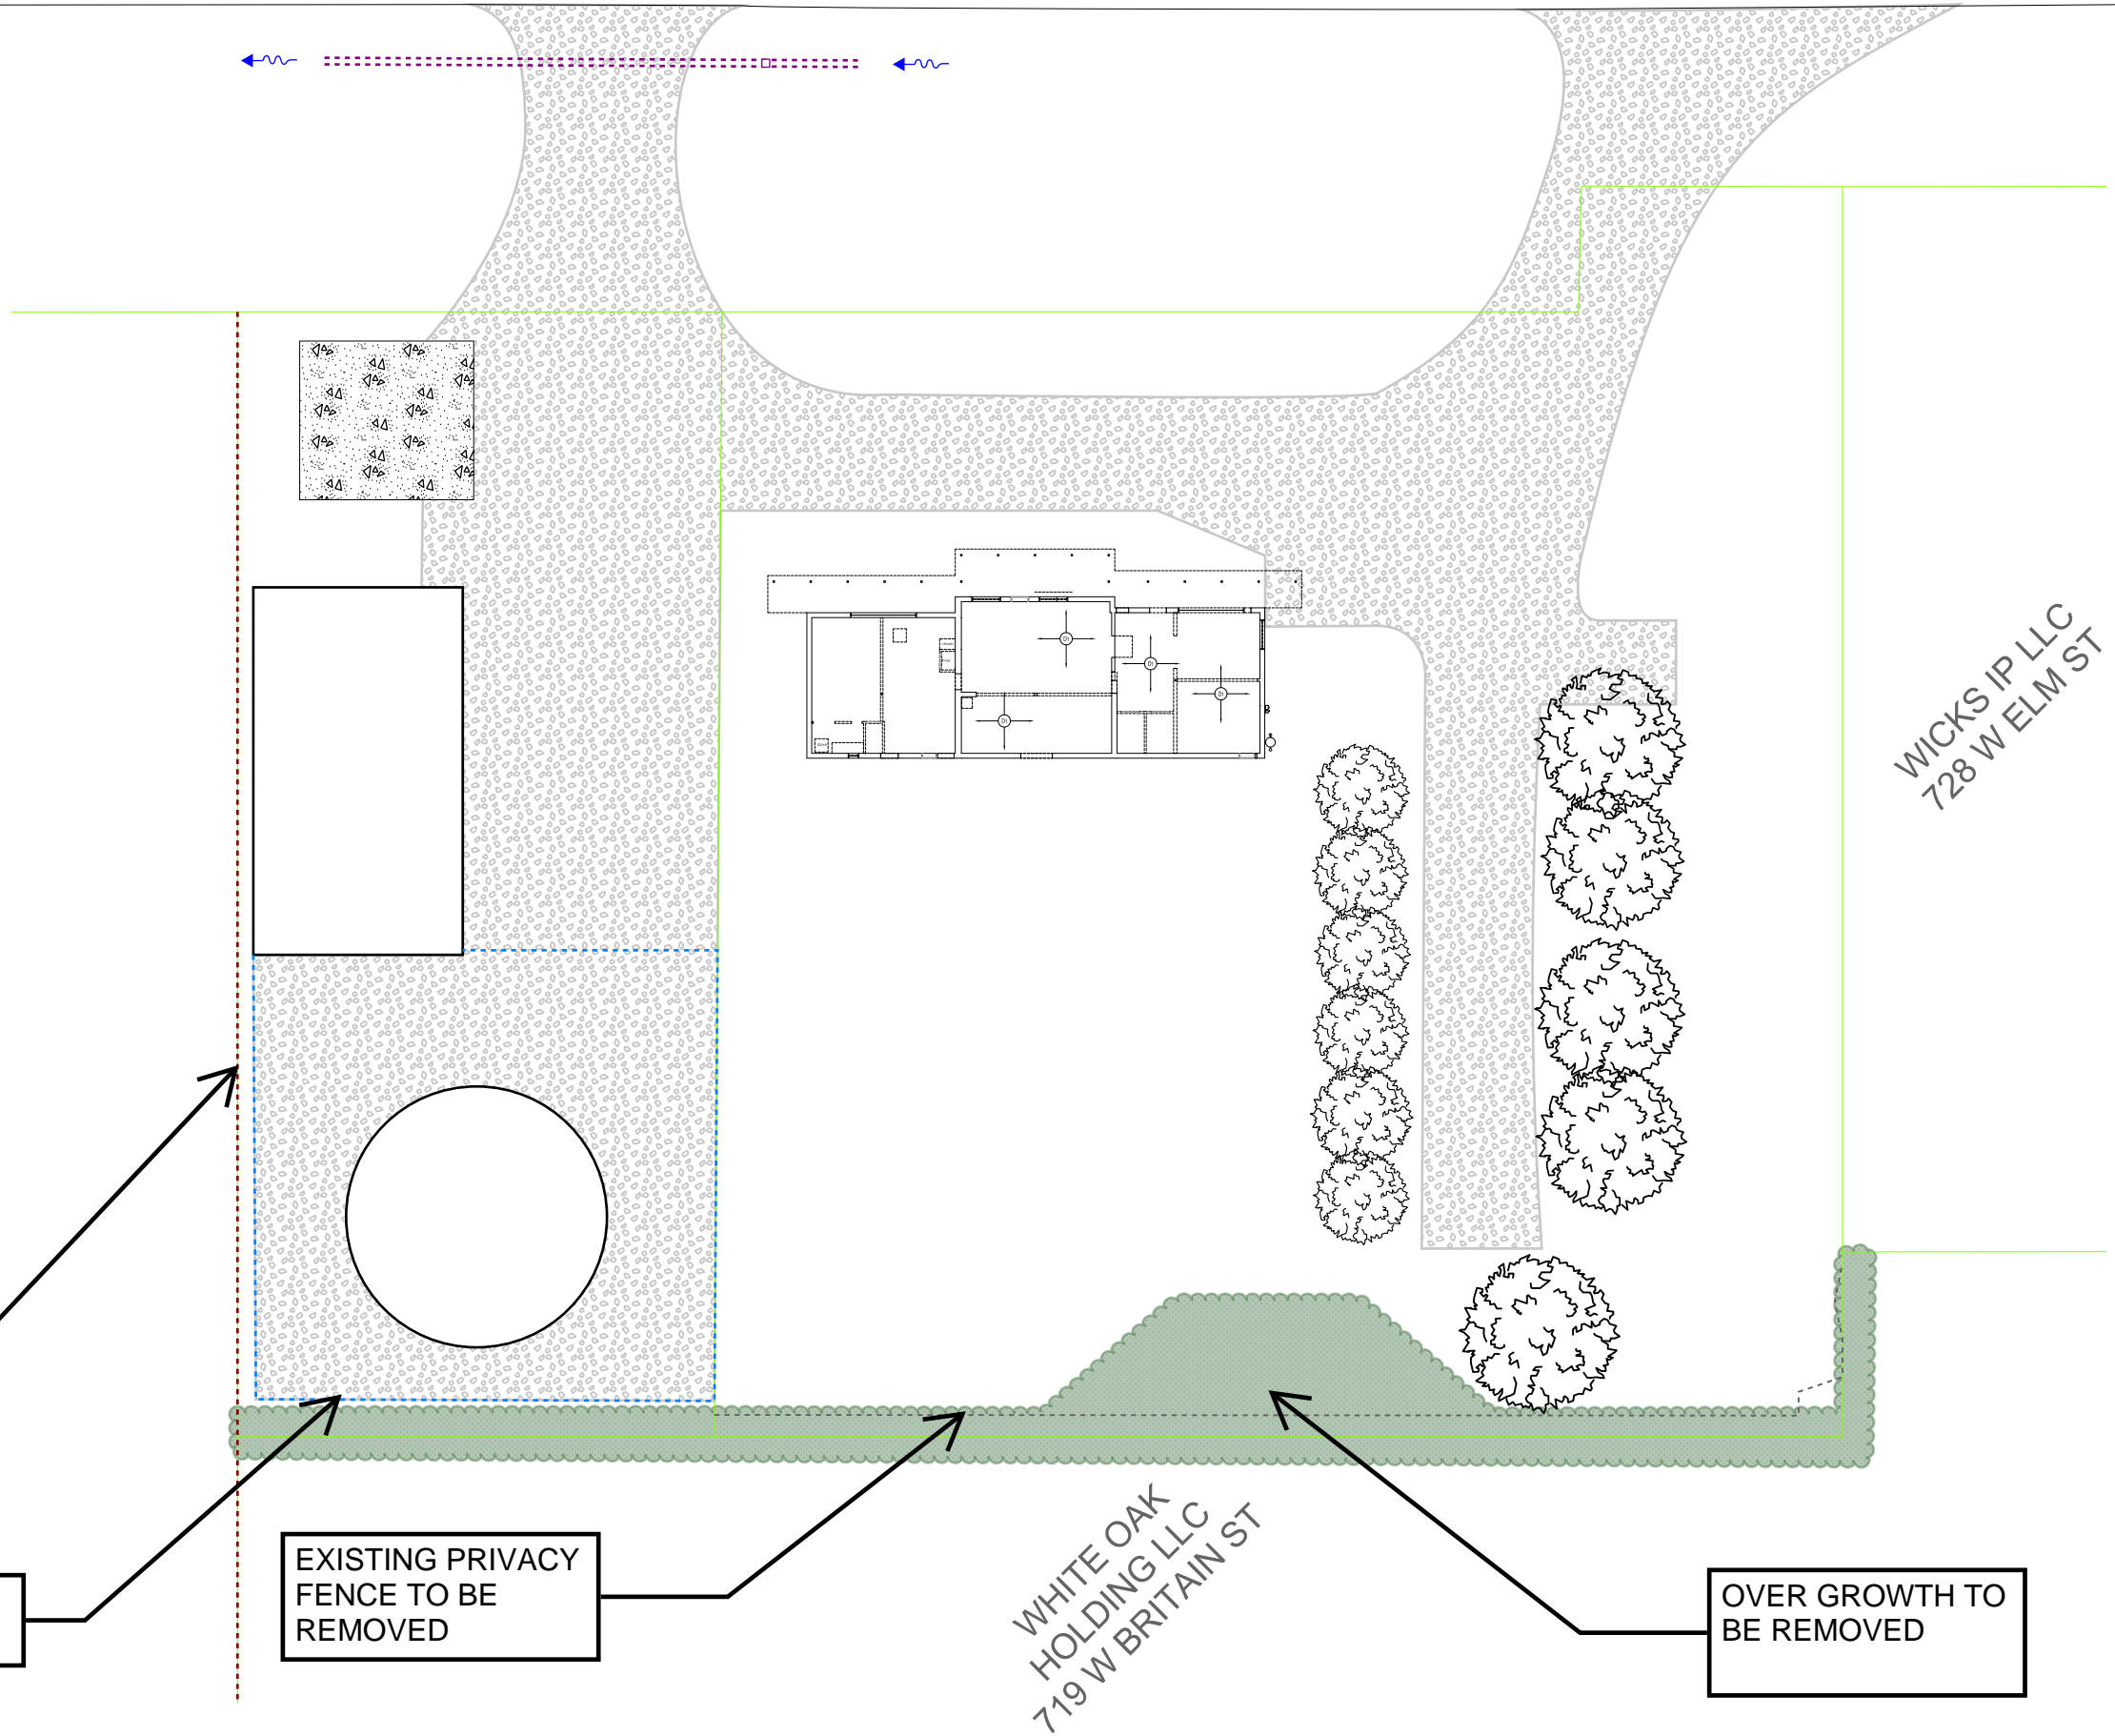 WICKS IP LLC
728 W ELM ST
EXISTING PRIVACY
FENCE TO BE
REMOVED
WHITE OAK
HOLDING LLC
719 W BRITAIN ST
OVER GROWTH TO
BE REMOVED